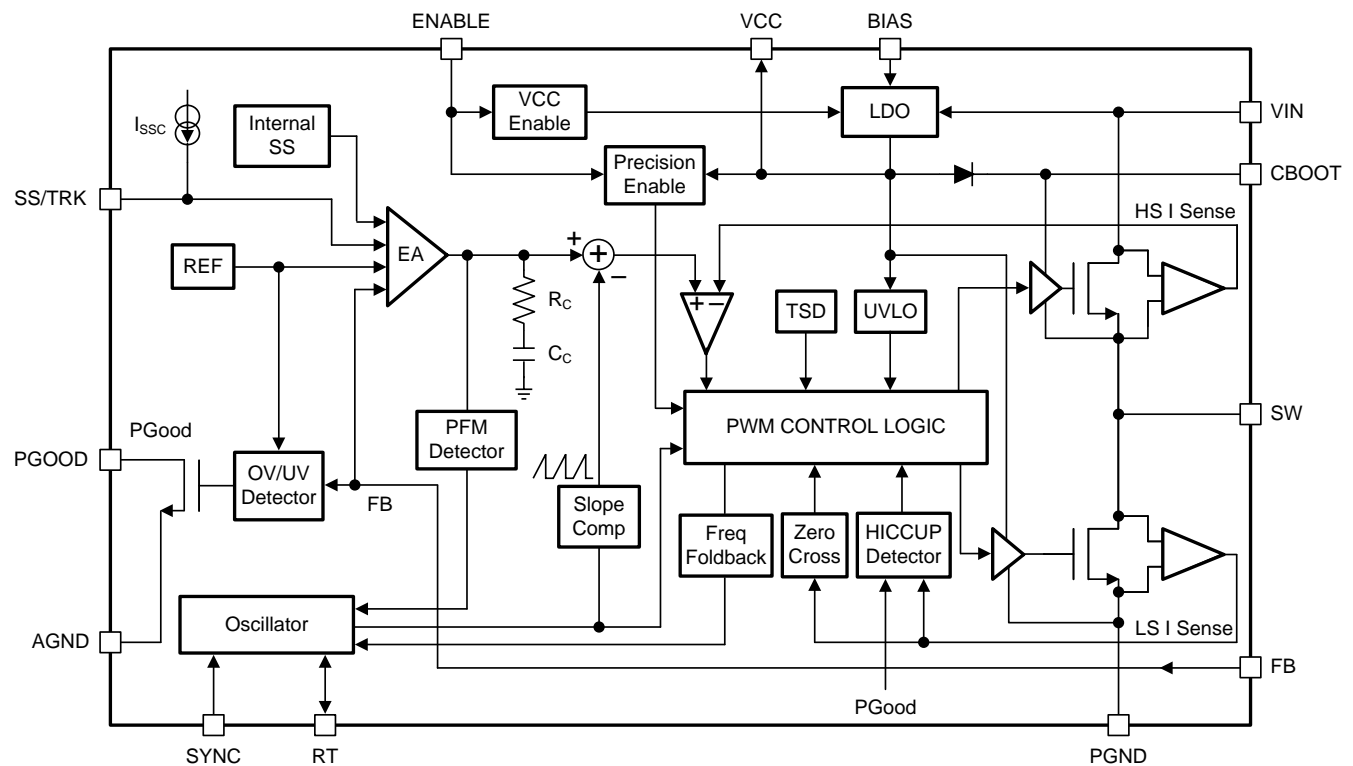 ENABLE
VCC
BIAS
ISSC
Internal
SS
VCC
Enable
LDO
VIN
Precision
Enable
CBOOT
SS/TRK
HS I Sense
EA
+
+
−
REF
+ −
RC
TSD
UVLO
CC
SW
PGood
PFM
Detector
PWM CONTROL LOGIC
PGOOD
OV/UV
Detector
FB
Slope
Comp
Freq
Foldback
Zero
Cross
HICCUP
Detector
Oscillator
LS I Sense
AGND
FB
PGood
SYNC
RT
PGND